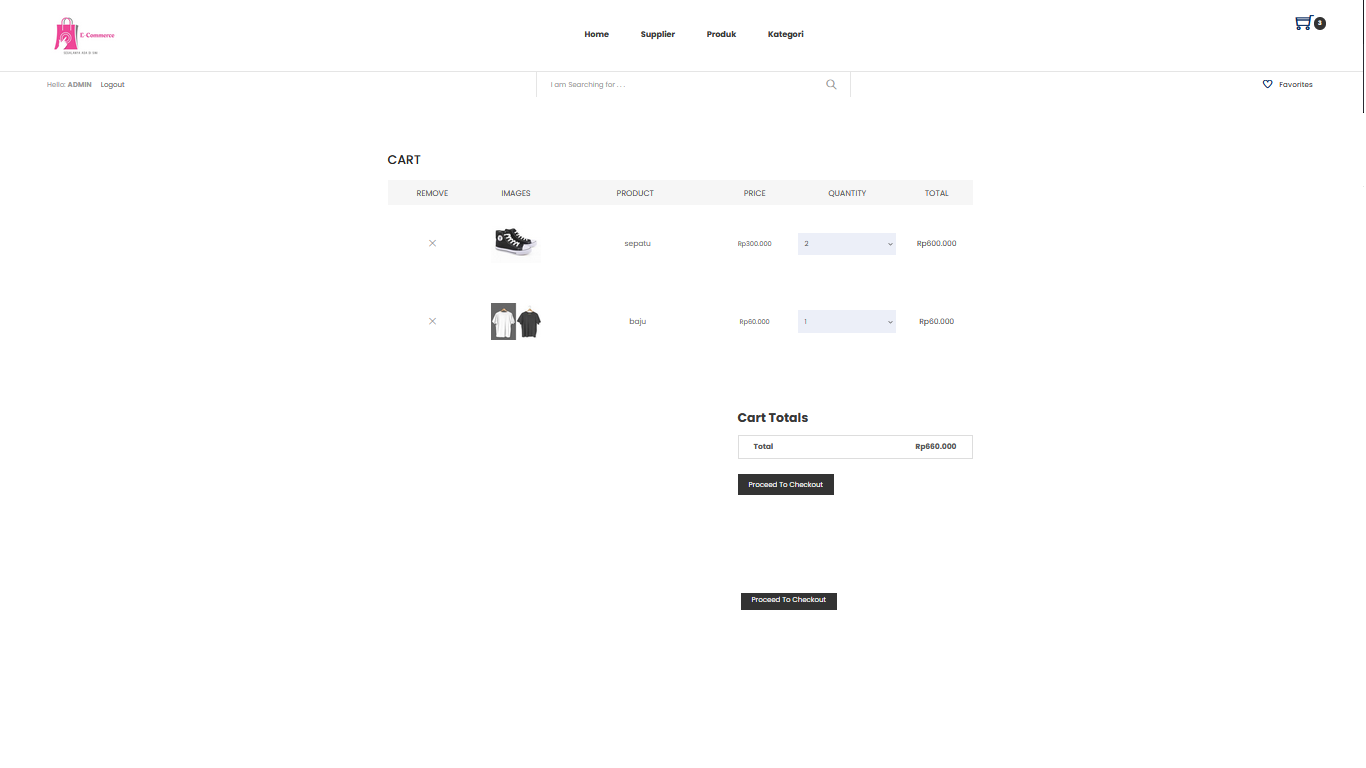 E-Commerce
Home Supplier Produk Kategori
3
Hello: ADMIN Logout
I am Searching for . . .
Favorites
CART
REMOVE IMAGES PRODUCT PRICE QUANTITY TOTAL
sepatu Rp300.000 2 Rp600.000
baju Rp60.000 1 Rp60.000
Cart Totals
Total Rp660.000
Proceed To Checkout
Proceed To Checkout